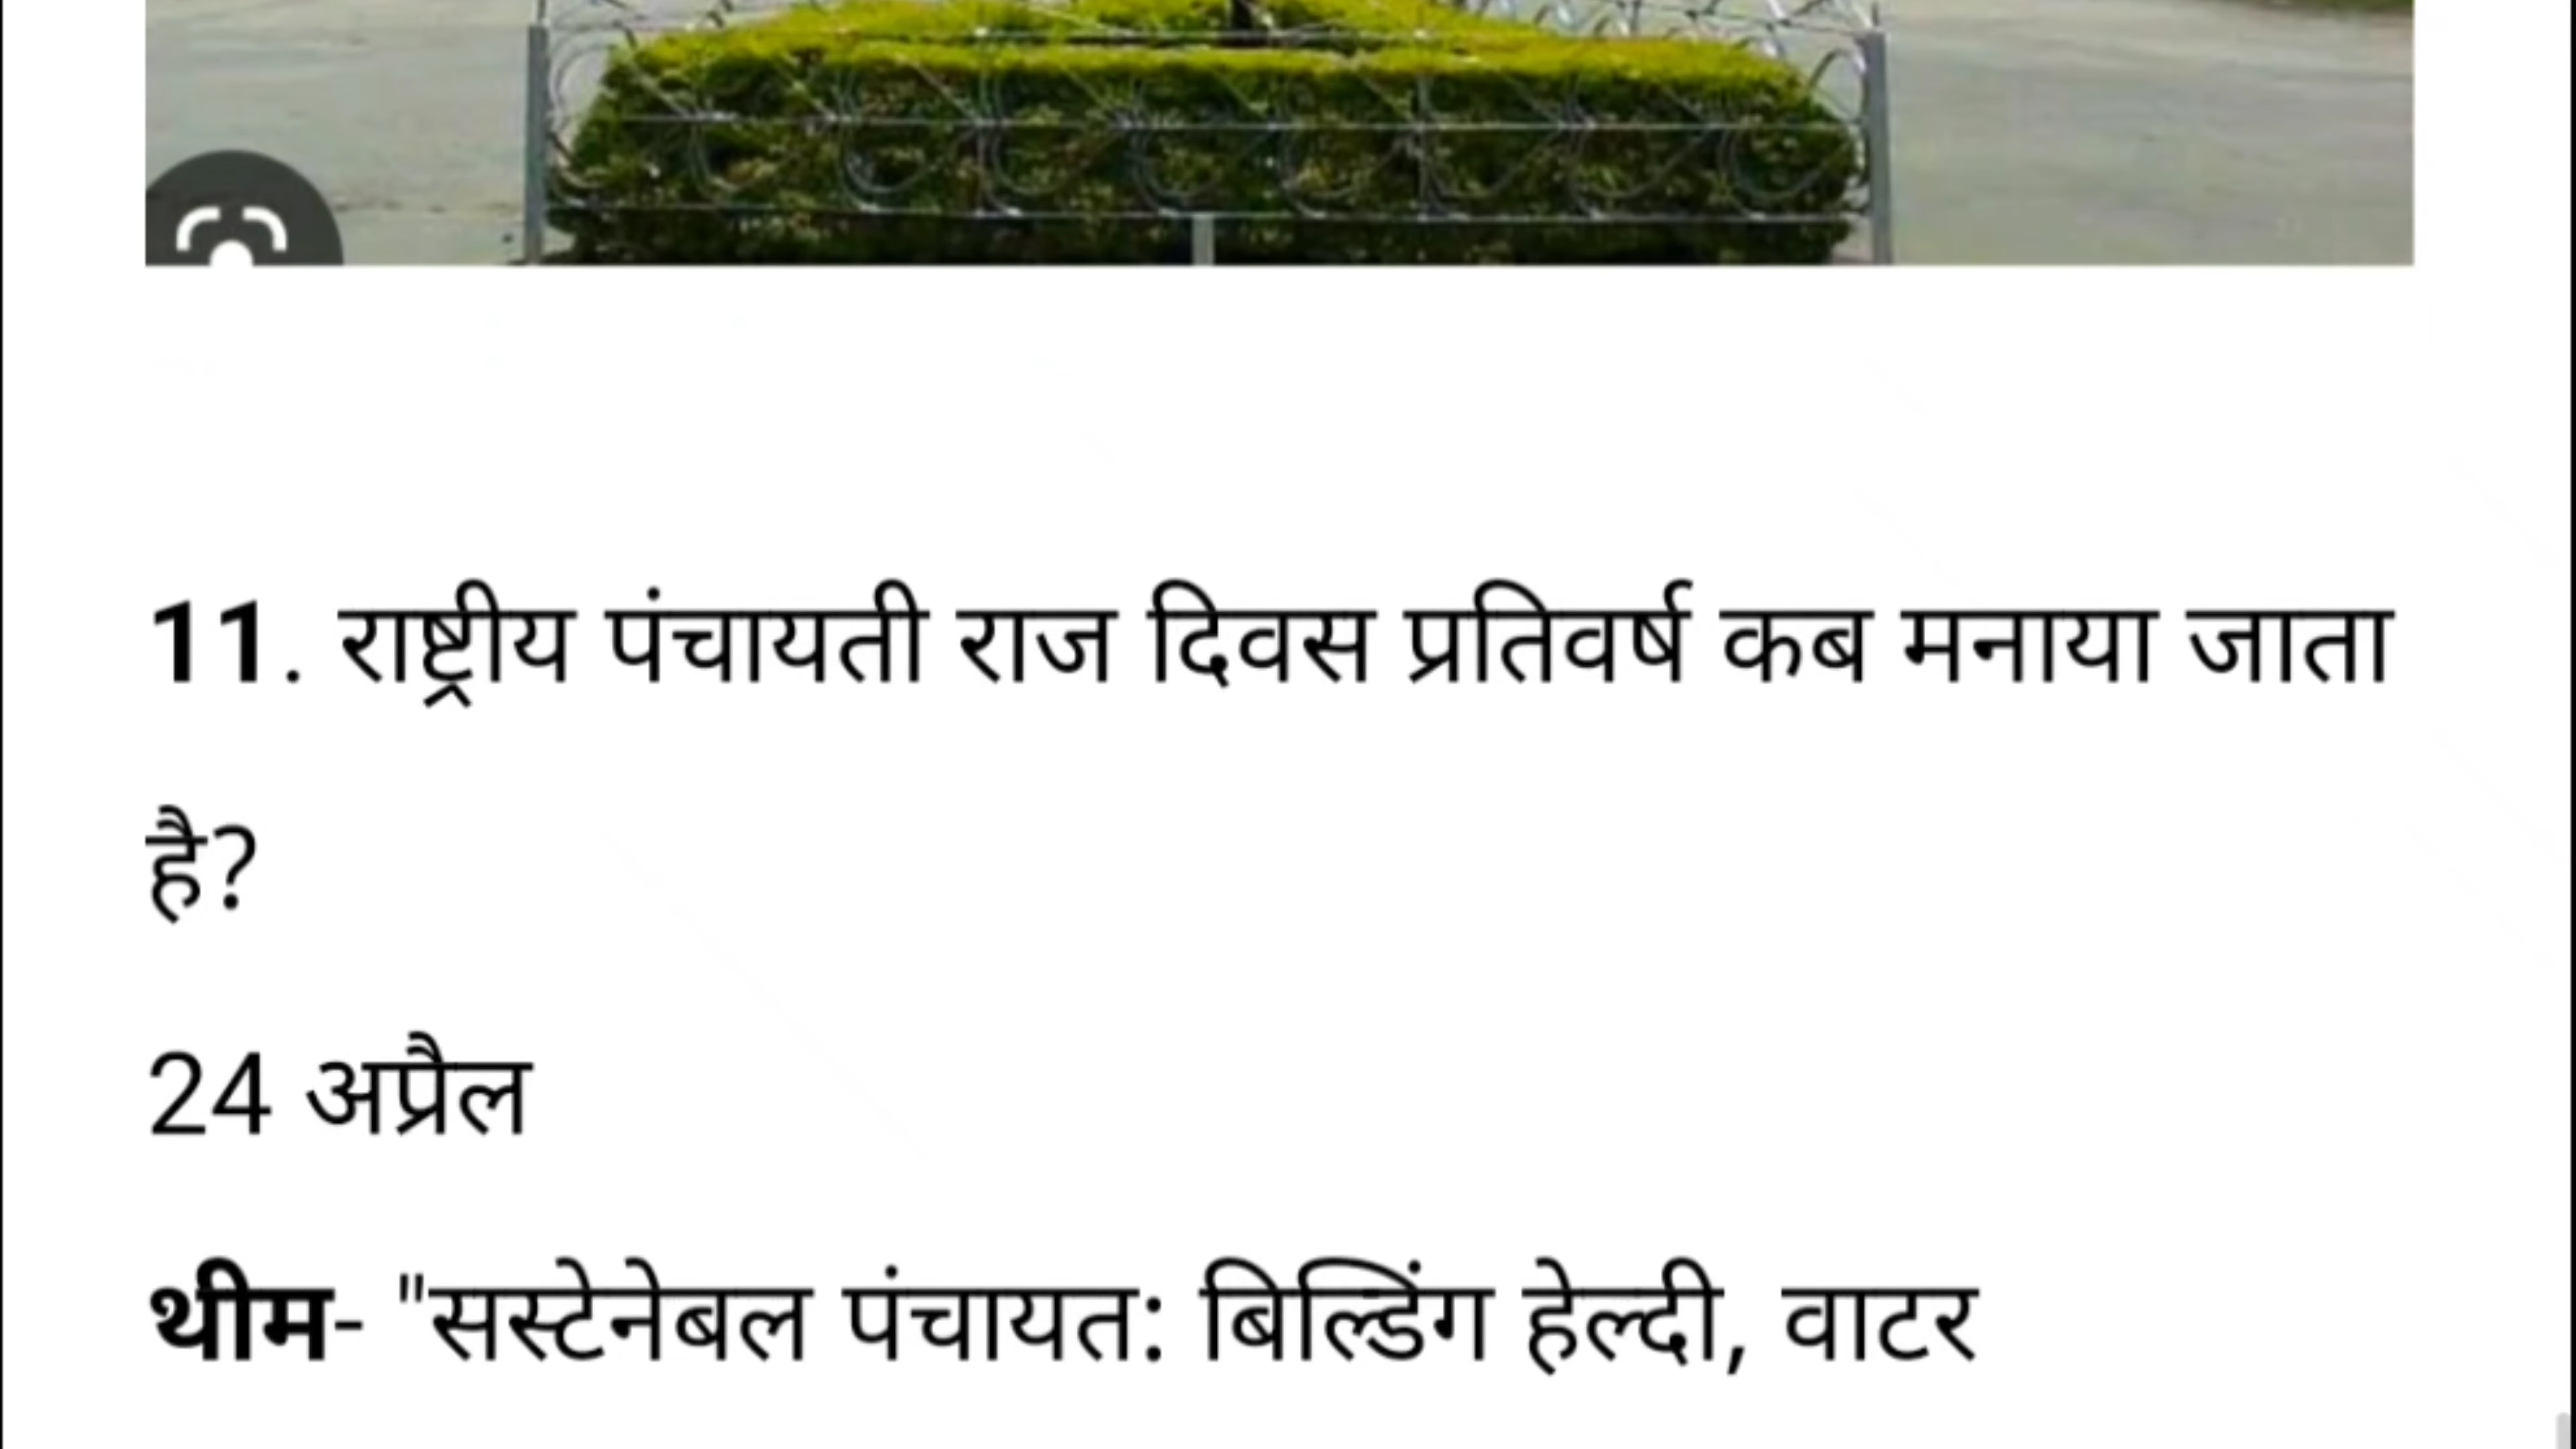 11. राष्ट्रीय पंचायती राज दिवस प्रतिवर्ष कब मनाया जाता
है?
24 अप्रैल
थीम- "सस्टेनेबल पंचायत: बिल्डिंग हेल्दी, वाटर